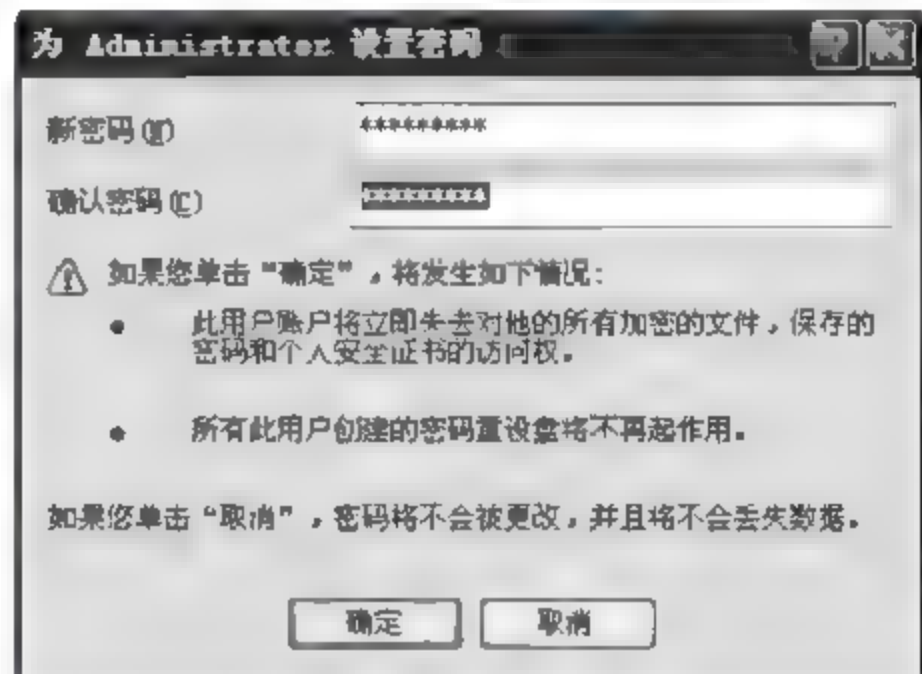 为 Administrator 设置密码
新密码(N)
*********
确认密码(C)
*********
如果您单击“确定”，将发生如下情况：
● 此用户账户将立即失去对他的所有加密的文件，保存的
密码和个人安全证书的访问权。
● 所有此用户创建的密码重设盘将不再起作用。
如果您单击“取消”，密码将不会被更改，并且将不会丢失数据。
确定
取消